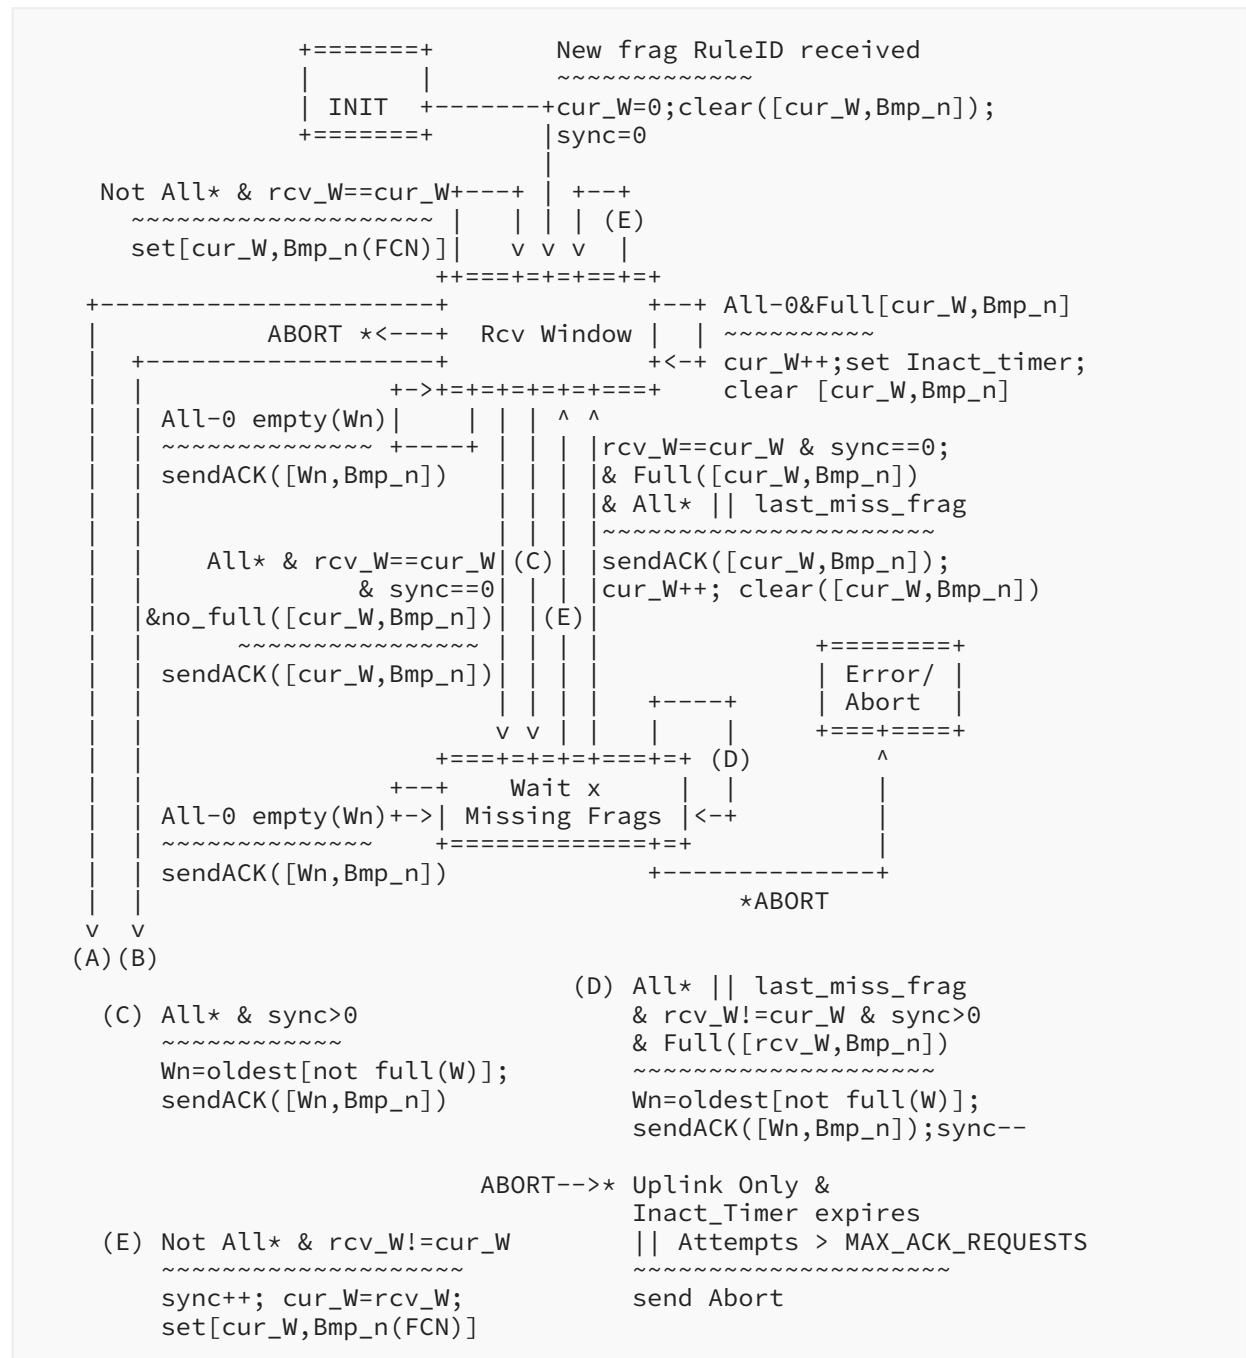 +=======+        New frag RuleID received
                |       |        ~~~~~~~~~~~~~
                | INIT  +-------+cur_W=0;clear([cur_W,Bmp_n]);
                +=======+       |sync=0
                                |
   Not All* & rcv_W==cur_W+---+ | +--+
     ~~~~~~~~~~~~~~~~~~~~ |   | | | (E)
     set[cur_W,Bmp_n(FCN)]|   v v v  |
                         ++===+=+=+==+=+
  +----------------------+             +--+ All-0&Full[cur_W,Bmp_n]
  |           ABORT *<---+  Rcv Window |  | ~~~~~~~~~~
  |  +-------------------+             +<-+ cur_W++;set Inact_timer;
  |  |                +->+=+=+=+=+=+===+    clear [cur_W,Bmp_n]
  |  | All-0 empty(Wn)|    | | | ^ ^
  |  | ~~~~~~~~~~~~~~ +----+ | | | |rcv_W==cur_W & sync==0;
  |  | sendACK([Wn,Bmp_n])   | | | |& Full([cur_W,Bmp_n])
  |  |                       | | | |& All* || last_miss_frag
  |  |                       | | | |~~~~~~~~~~~~~~~~~~~~~~
  |  |    All* & rcv_W==cur_W|(C)| |sendACK([cur_W,Bmp_n]);
  |  |              & sync==0| | | |cur_W++; clear([cur_W,Bmp_n])
  |  |&no_full([cur_W,Bmp_n])| |(E)|
  |  |      ~~~~~~~~~~~~~~~~ | | | |              +========+
  |  | sendACK([cur_W,Bmp_n])| | | |              | Error/ |
  |  |                       | | | |   +----+     | Abort  |
  |  |                       v v | |   |    |     +===+====+
  |  |                   +===+=+=+=+===+=+ (D)        ^
  |  |                +--+    Wait x     |  |         |
  |  | All-0 empty(Wn)+->| Missing Frags |<-+         |
  |  | ~~~~~~~~~~~~~~    +=============+=+            |
  |  | sendACK([Wn,Bmp_n])             +--------------+
  |  |                                       *ABORT
  v  v
 (A)(B)
                                  (D) All* || last_miss_frag
   (C) All* & sync>0                  & rcv_W!=cur_W & sync>0
       ~~~~~~~~~~~~                   & Full([rcv_W,Bmp_n])
       Wn=oldest[not full(W)];        ~~~~~~~~~~~~~~~~~~~~
       sendACK([Wn,Bmp_n])            Wn=oldest[not full(W)];
                                      sendACK([Wn,Bmp_n]);sync--

                            ABORT-->* Uplink Only &
                                      Inact_Timer expires
   (E) Not All* & rcv_W!=cur_W        || Attempts > MAX_ACK_REQUESTS
       ~~~~~~~~~~~~~~~~~~~~           ~~~~~~~~~~~~~~~~~~~~~
       sync++; cur_W=rcv_W;           send Abort
       set[cur_W,Bmp_n(FCN)]